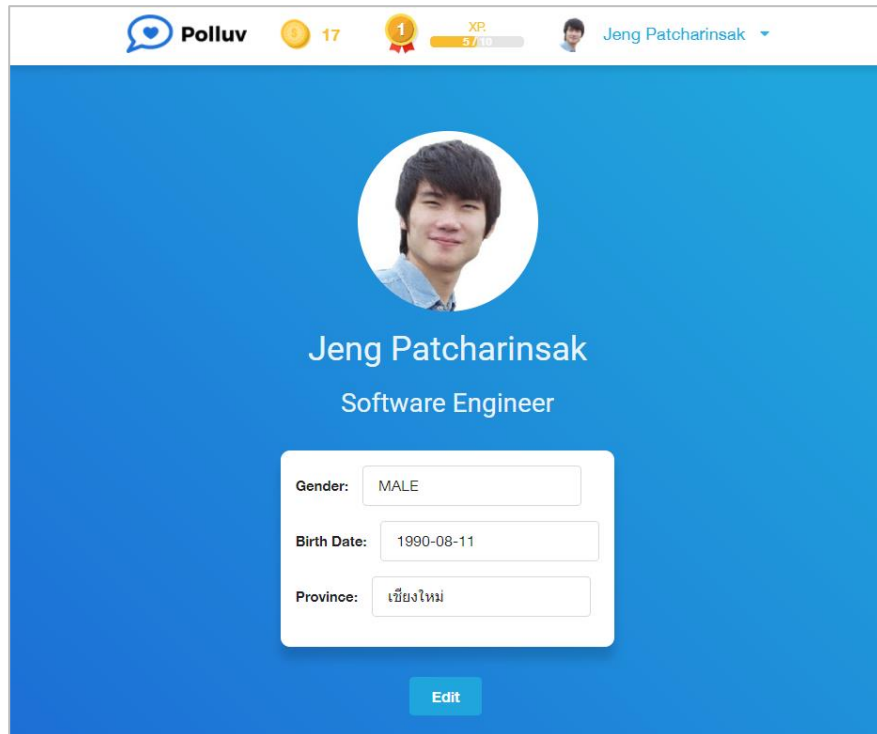 Polluv 17 1 XP. Jeng Patcharinsak
5 / 10
Jeng Patcharinsak
Software Engineer
Gender: MALE
Birth Date: 1990-08-11
Province: เชียงใหม่
Edit